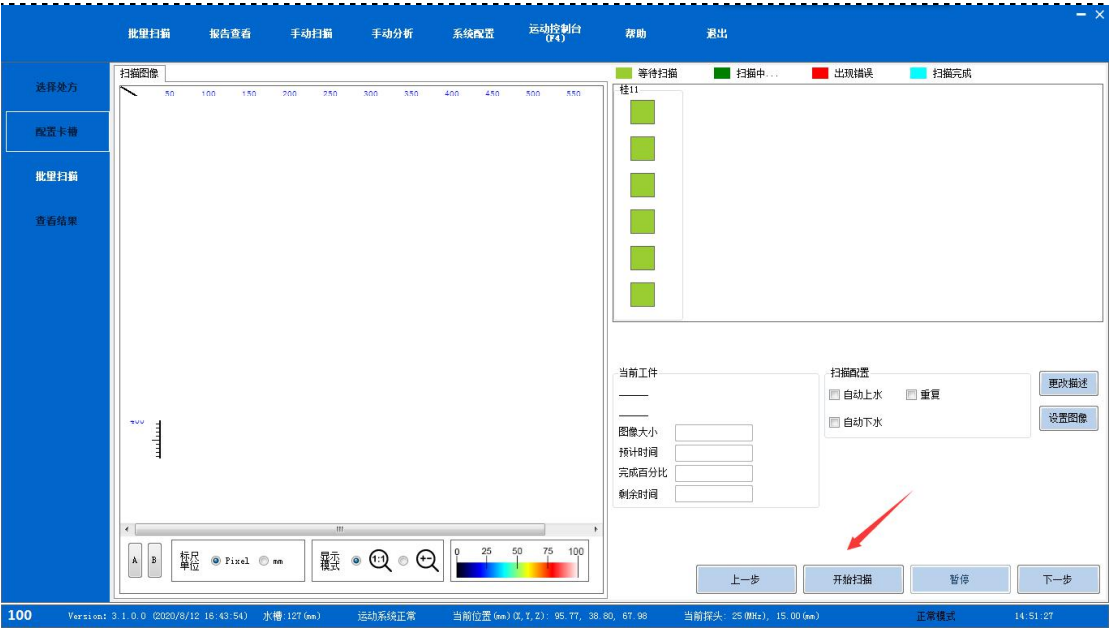 批量扫描 报告查看 手动扫描 手动分析 系统配置 运动控制台 帮助 退出
(F4)
选择处方
配置卡槽
批量扫描
查看结果
扫描图像
50 100 150 200 250 300 350 400 450 500 550
400
等待扫描 扫描中... 出现错误 扫描完成
桂11
当前工件
图像大小
预计时间
完成百分比
剩余时间
扫描配置
自动上水 重复
自动下水
更改描述
设置图像
A B 标尺单位 Pixel mm 显示模式 1:1 0 25 50 75 100
上一步 开始扫描 暂停 下一步
100 Version: 3.1.0.0 (2020/8/12 16:43:54) 水槽:127(mm) 运动系统正常 当前位置(mm)(X,Y,Z): 95.77, 38.80, 67.98 当前探头: 25(MHz), 15.00(mm) 正常模式 14:51:27